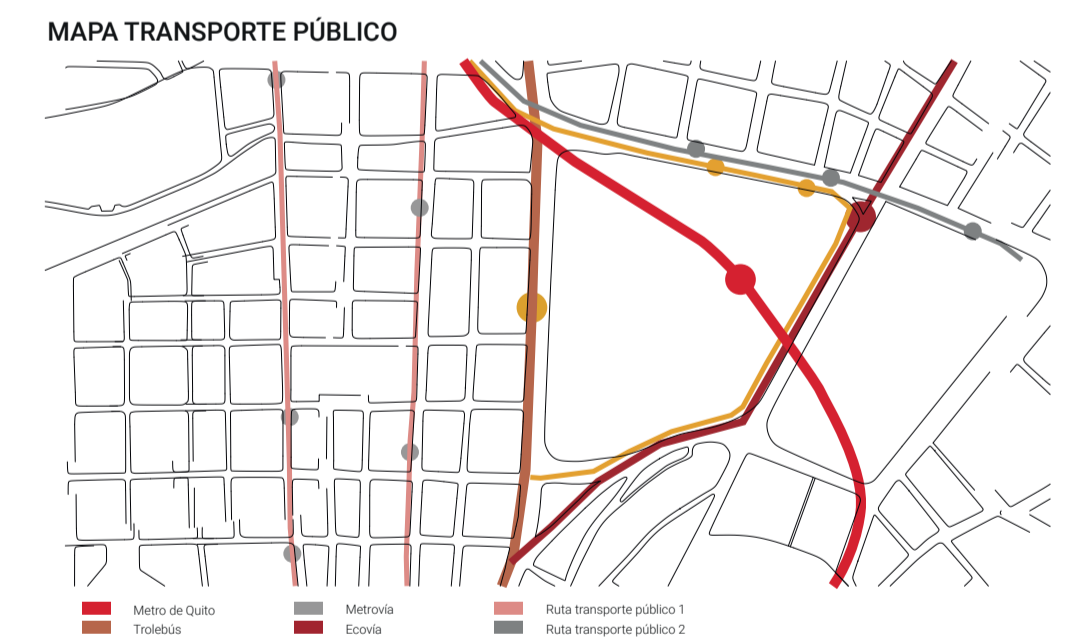 MAPA TRANSPORTE PÚBLICO
Metro de Quito
Metrovía
Ruta transporte público 1
Trolebús
Ecovía
Ruta transporte público 2